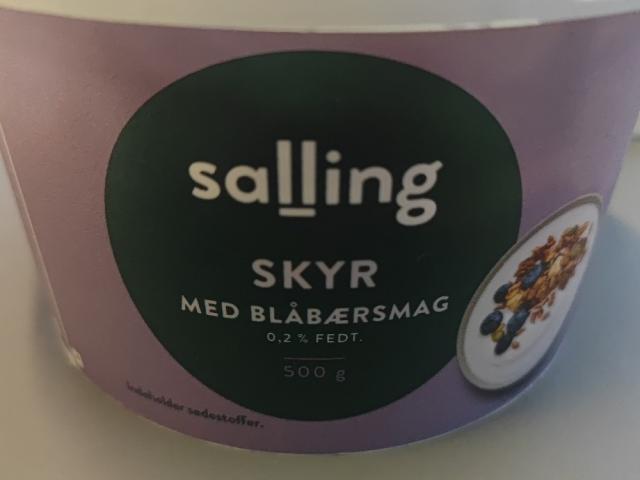 salling
SKYR
MED BLÅBÆRSMAG
0,2 % FEDT.
500 g
Indeholder sødestoffer.